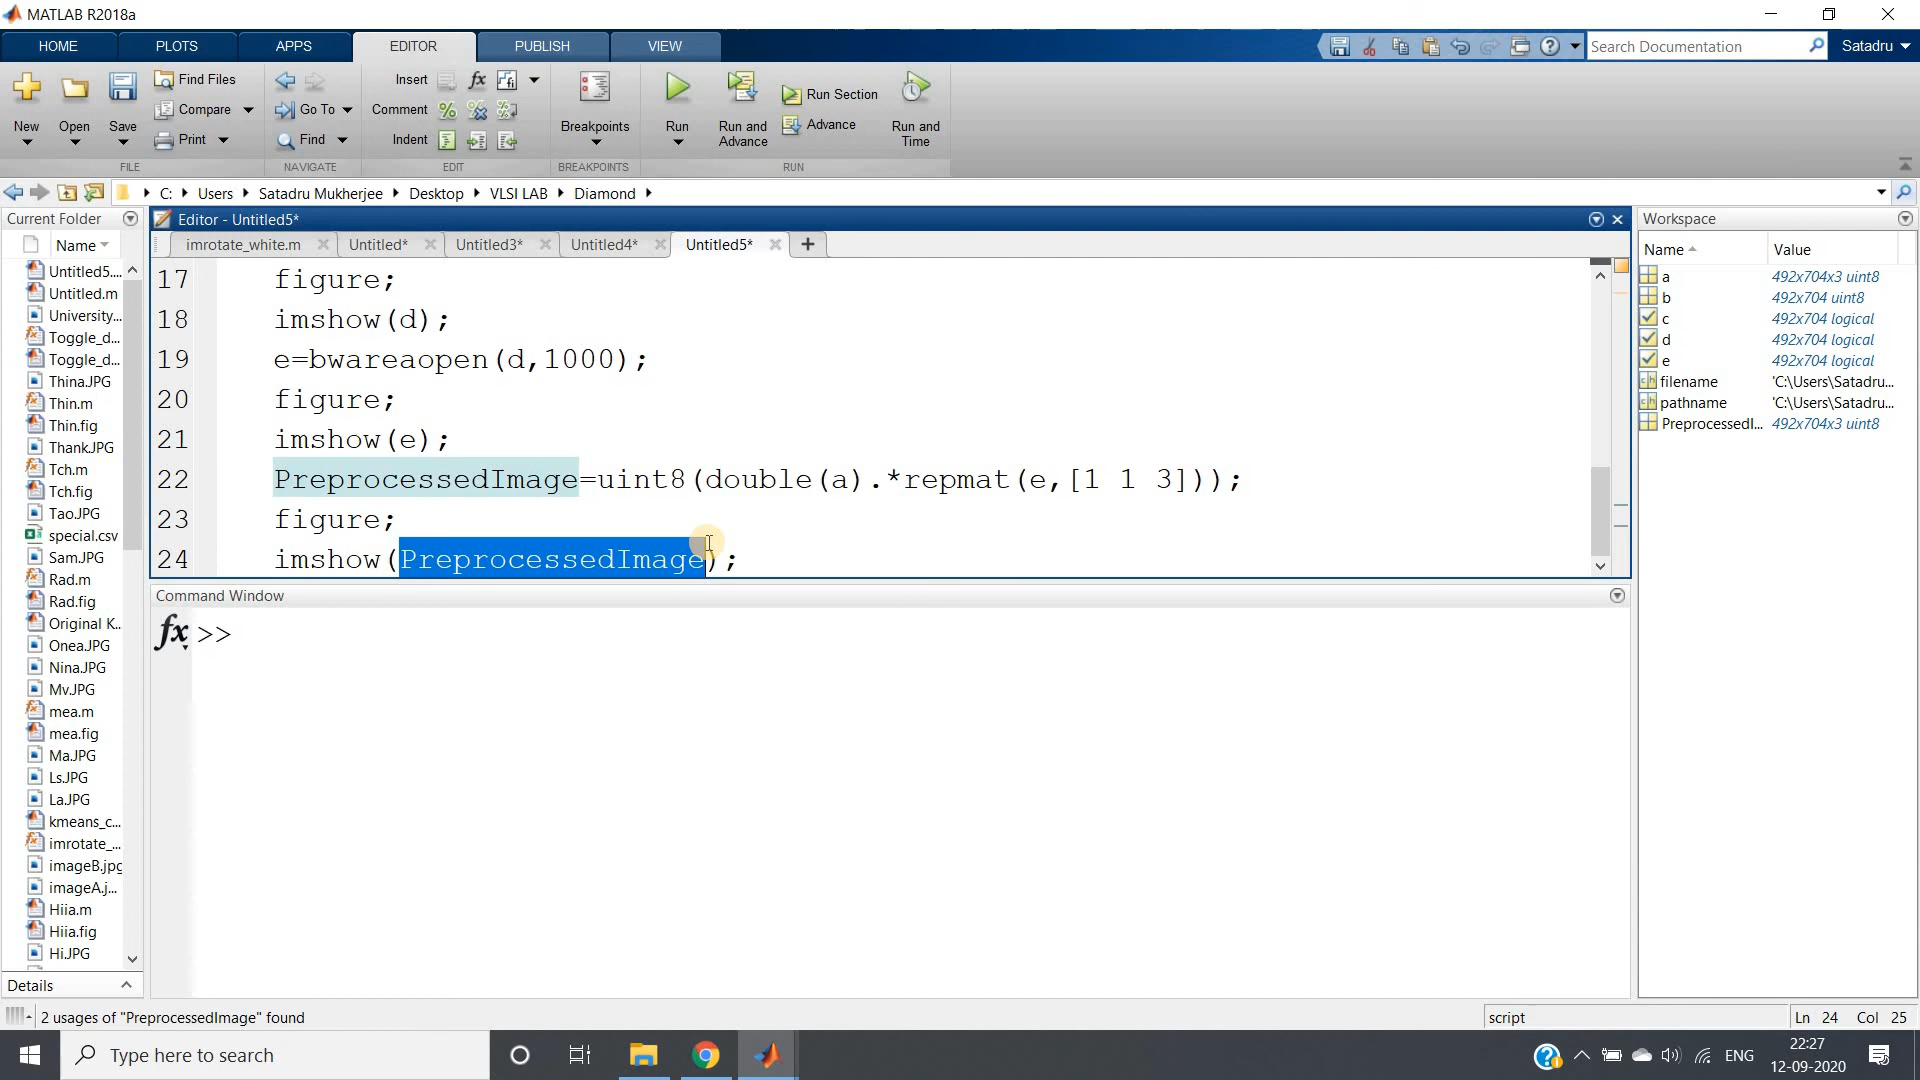 MATLAB R2018a
HOME PLOTS APPS EDITOR PUBLISH VIEW
Search Documentation Satadru
New Open Save Find Files Compare Print
FILE
Go To Find
NAVIGATE
Insert fx
Comment
Indent
EDIT
Breakpoints
BREAKPOINTS
Run Run and Advance Run Section Advance Run and Time
RUN
C: Users Satadru Mukherjee Desktop VLSI LAB Diamond
Current Folder
Name
Untitled5....
Untitled.m
University...
Toggle_d...
Toggle_d...
Thina.JPG
Thin.m
Thin.fig
Thank.JPG
Tch.m
Tch.fig
Tao.JPG
special.csv
Sam.JPG
Rad.m
Rad.fig
Original K...
Onea.JPG
Nina.JPG
Mv.JPG
mea.m
mea.fig
Ma.JPG
Ls.JPG
La.JPG
kmeans_c...
imrotate_...
imageB.jpg
imageA.j...
Hiia.m
Hiia.fig
Hi.JPG
Details
Editor - Untitled5*
imrotate_white.m Untitled* Untitled3* Untitled4* Untitled5*
17 figure;
18 imshow(d);
19 e=bwareaopen(d,1000);
20 figure;
21 imshow(e);
22 PreprocessedImage=uint8(double(a).*repmat(e,[1 1 3]));
23 figure;
24 imshow(PreprocessedImage);
Command Window
fx >>
Workspace
Name Value
a 492x704x3 uint8
b 492x704 uint8
c 492x704 logical
d 492x704 logical
e 492x704 logical
filename 'C:\Users\Satadru...
pathname 'C:\Users\Satadru...
PreprocessedI... 492x704x3 uint8
2 usages of "PreprocessedImage" found
script Ln 24 Col 25
Type here to search
ENG
22:27
12-09-2020